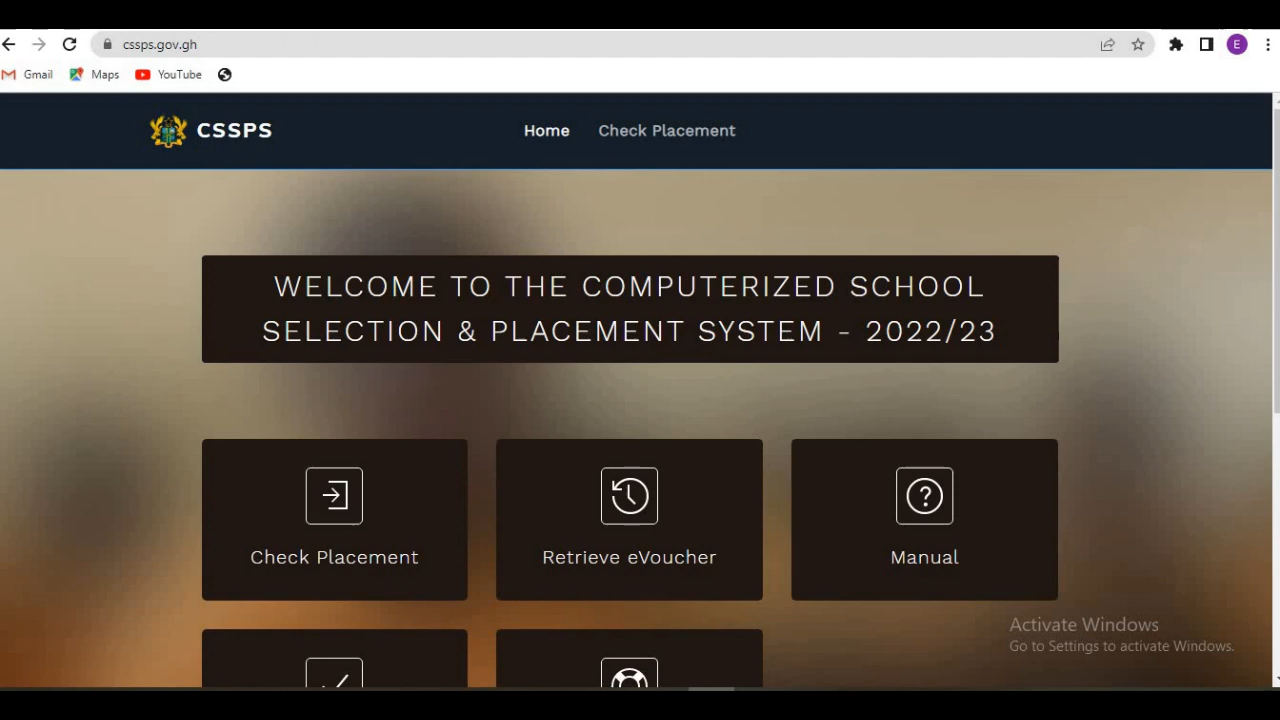 cssps.gov.gh
E
Gmail
Maps
YouTube
CSSPS
Home
Check Placement
WELCOME TO THE COMPUTERIZED SCHOOL
SELECTION & PLACEMENT SYSTEM - 2022/23
Check Placement
Retrieve eVoucher
Manual
Activate Windows
Go to Settings to activate Windows.